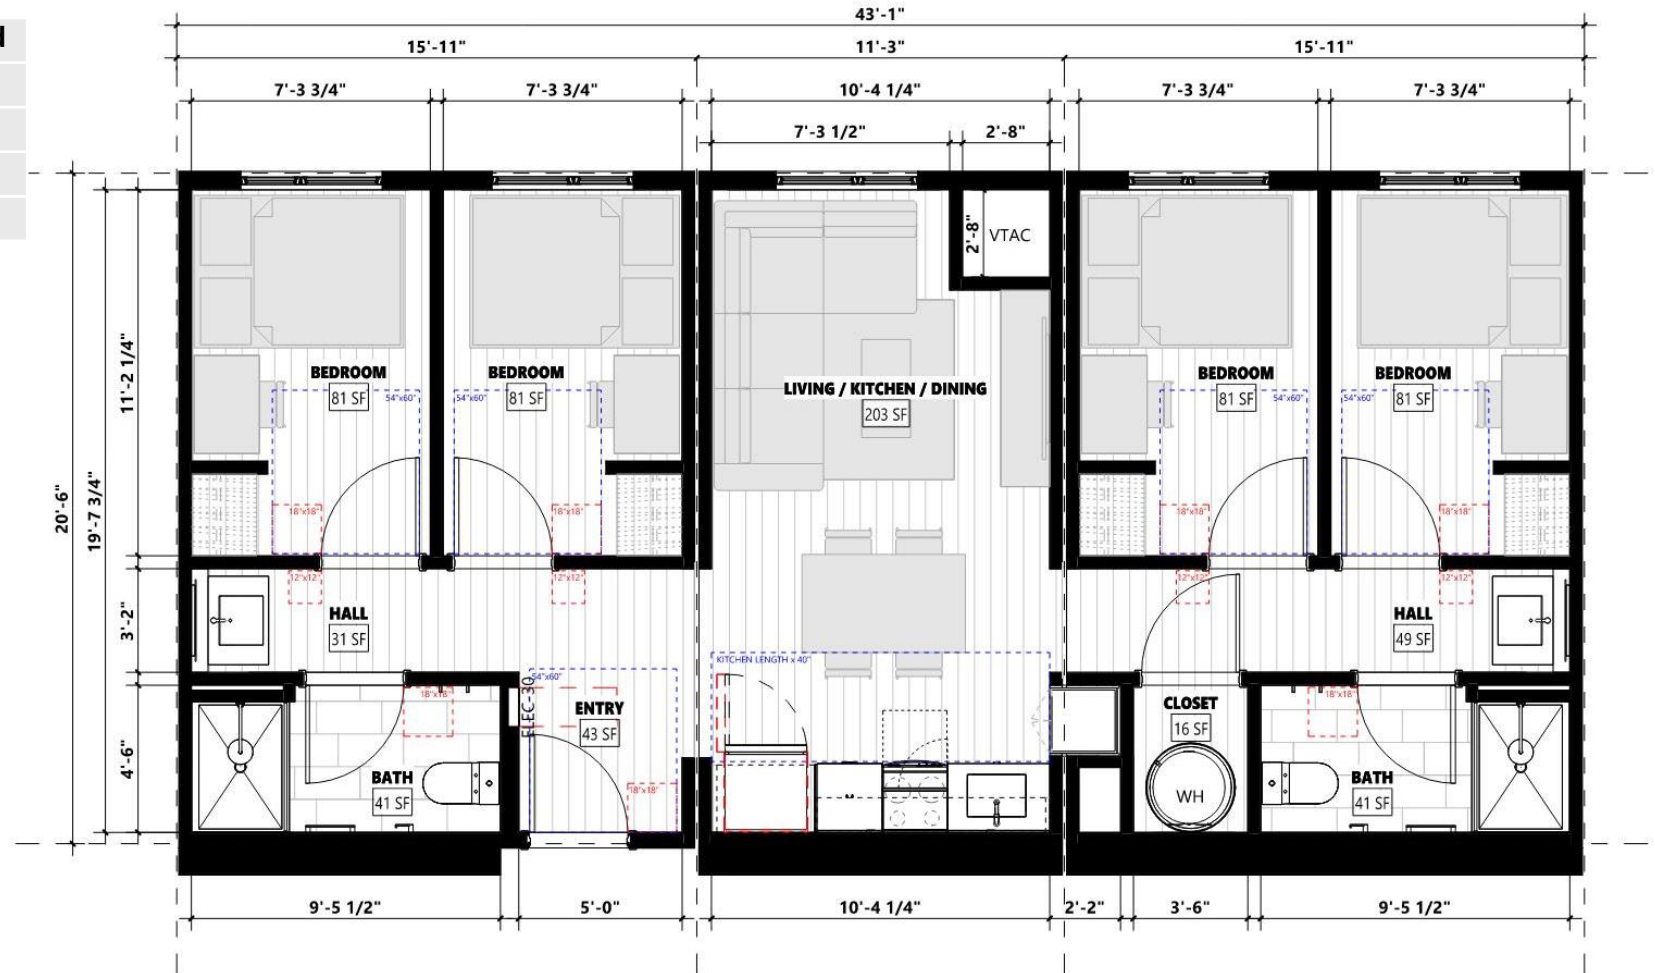 43'-1"
15'-11" 11'-3" 15'-11"
7'-3 3/4" 7'-3 3/4" 10'-4 1/4" 7'-3 3/4" 7'-3 3/4"
7'-3 1/2" 2'-8"
2'-8" VTAC
BEDROOM BEDROOM BEDROOM BEDROOM
81 SF 81 SF 81 SF 81 SF
54"x60" 54"x60" 54"x60" 54"x60"
LIVING / KITCHEN / DINING
203 SF
11'-2 1/4"
20'-6"
19'-7 3/4"
18"x18" 18"x18" 18"x18" 18"x18"
12"x12" 12"x12" 12"x12" 12"x12"
3'-2"
HALL HALL
31 SF 49 SF
KITCHEN LENGTH x 40"
54"x60"
18"x18" 18"x18"
ELEC 30
ENTRY
43 SF
CLOSET
16 SF
4'-6"
BATH BATH
41 SF 41 SF
18"x18"
WH
9'-5 1/2" 5'-0" 10'-4 1/4" 2'-2" 3'-6" 9'-5 1/2"